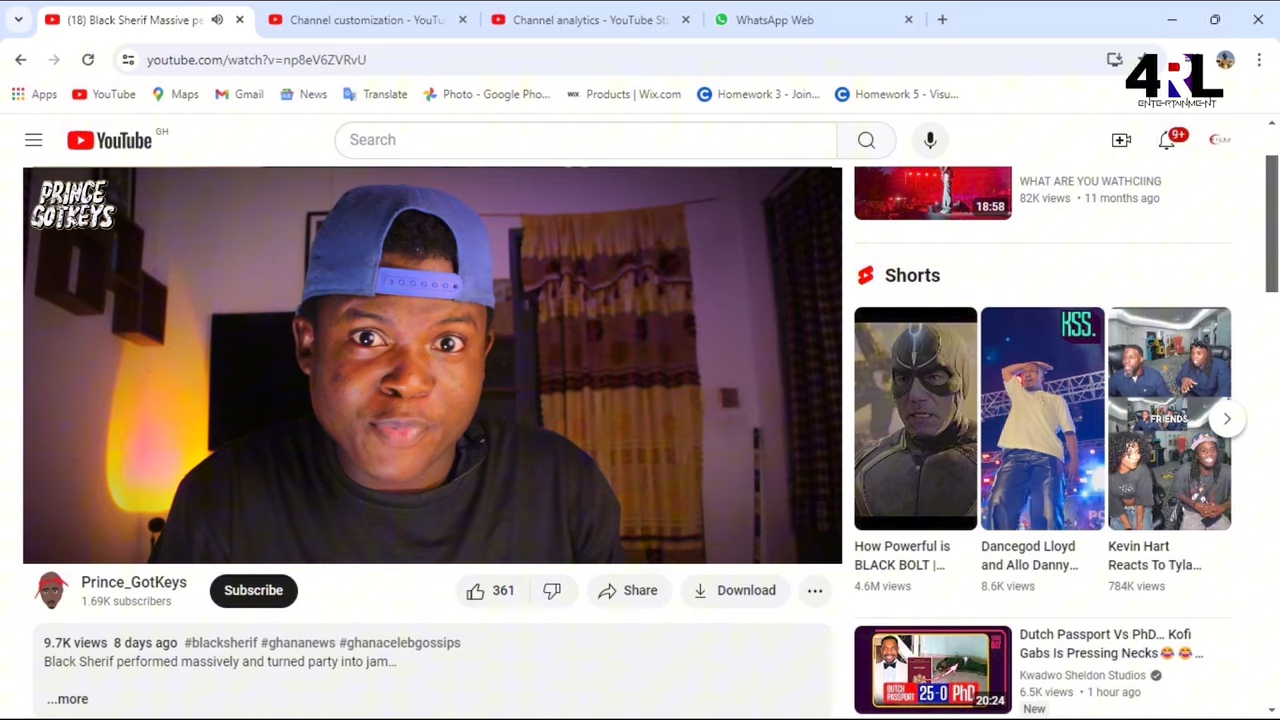 (18) Black Sherif Massive pe
Channel customization - YouTu
Channel analytics - YouTube St
WhatsApp Web
youtube.com/watch?v=np8eV6ZVRvU
Apps
YouTube
Maps
Gmail
News
Translate
Photo - Google Pho...
WIX
Products | Wix.com
Homework 3 - Join...
Homework 5 - Visu...
4RL
ENTERTAINMENT
YouTube GH
Search
9+
PRINCE
GOTKEYS
18:58
WHAT ARE YOU WATHCIING
82K views • 11 months ago
Shorts
KSS.
FRIENDS
How Powerful is
BLACK BOLT |...
4.6M views
Dancegod Lloyd
and Allo Danny...
8.6K views
Kevin Hart
Reacts To Tyla...
784K views
Prince_GotKeys
1.69K subscribers
Subscribe
361
Share
Download
9.7K views 8 days ago #blacksherif #ghananews #ghanacelebgossips
Black Sherif performed massively and turned party into jam...
...more
DUTCH
PASSPORT
25-0
PhD
20:24
Dutch Passport Vs PhD... Kofi
Gabs Is Pressing Necks😂😂...
Kwadwo Sheldon Studios
6.5K views • 1 hour ago
New